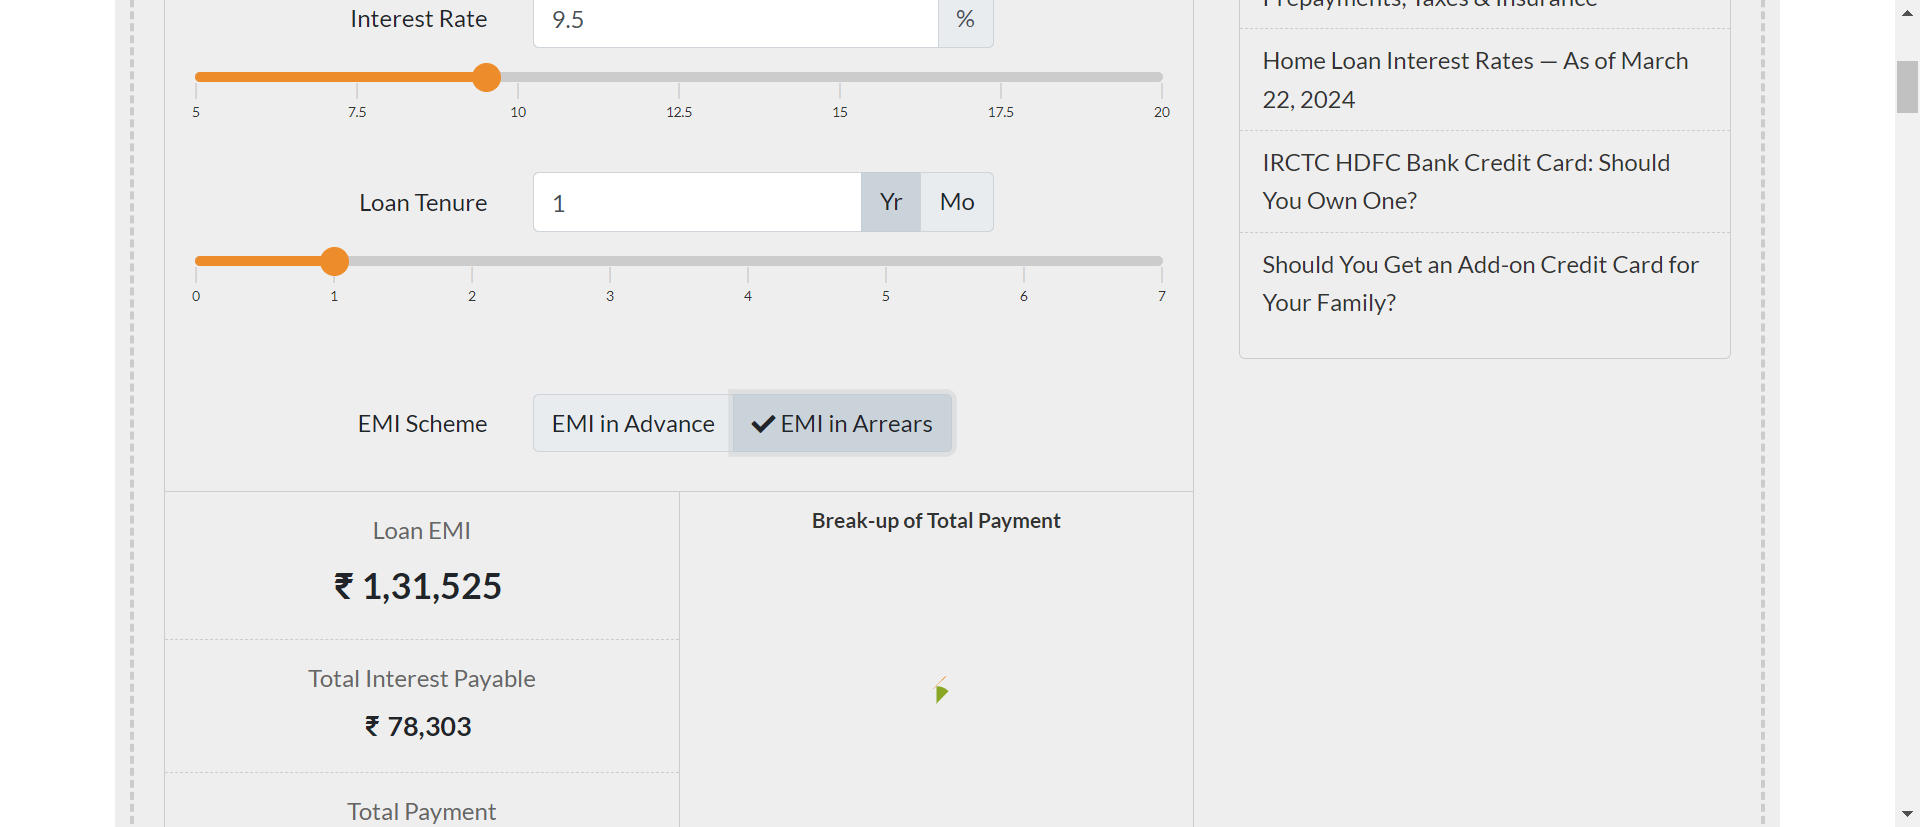 Interest Rate
9.5
%
5 7.5 10 12.5 15 17.5 20
Loan Tenure
1
Yr
Mo
0 1 2 3 4 5 6 7
EMI Scheme
EMI in Advance
EMI in Arrears
Loan EMI
₹ 1,31,525
Total Interest Payable
₹ 78,303
Total Payment
Break-up of Total Payment
Prepayments, Taxes & Insurance
Home Loan Interest Rates — As of March
22, 2024
IRCTC HDFC Bank Credit Card: Should
You Own One?
Should You Get an Add-on Credit Card for
Your Family?